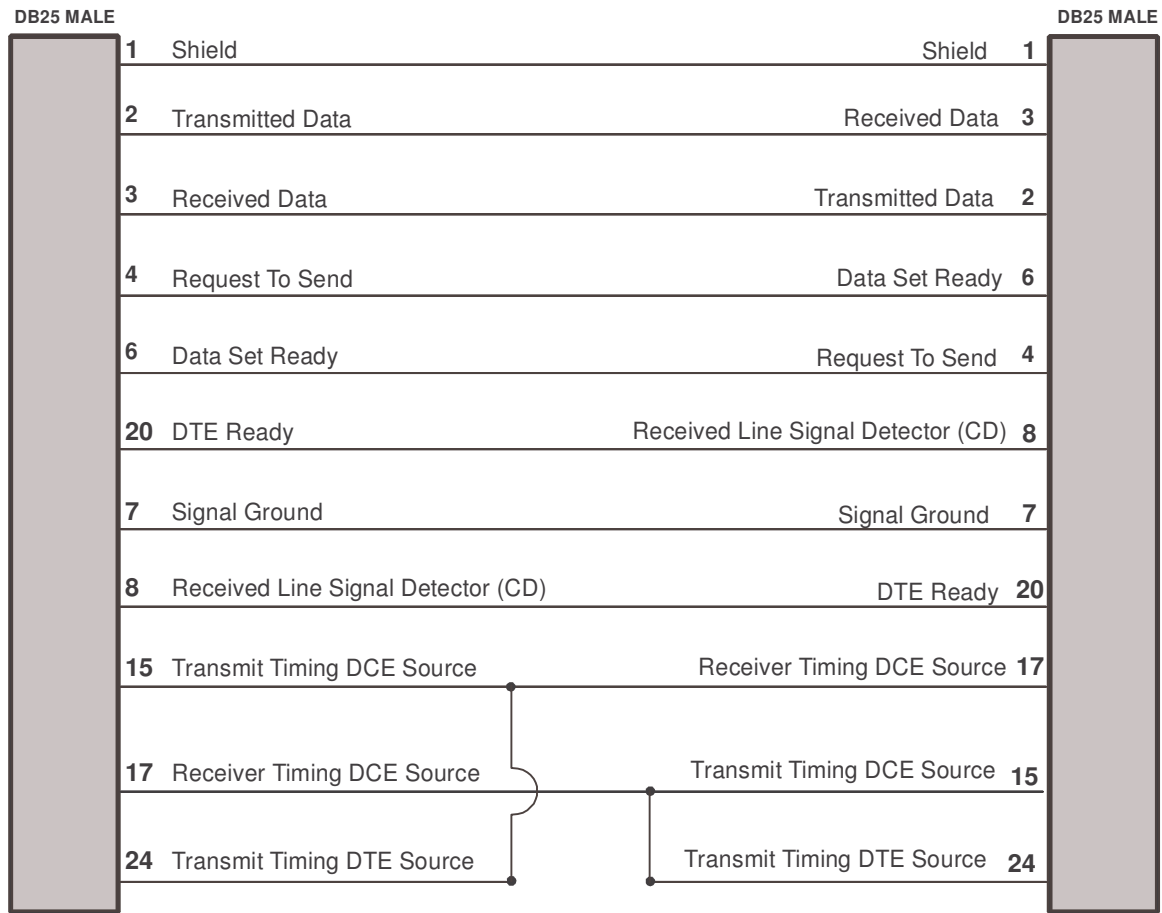 DB25 MALE DB25 MALE
1 Shield Shield 1
2 Transmitted Data Received Data 3
3 Received Data Transmitted Data 2
4 Request To Send Data Set Ready 6
6 Data Set Ready Request To Send 4
20 DTE Ready Received Line Signal Detector (CD) 8
7 Signal Ground Signal Ground 7
8 Received Line Signal Detector (CD) DTE Ready 20
15 Transmit Timing DCE Source Receiver Timing DCE Source 17
17 Receiver Timing DCE Source Transmit Timing DCE Source 15
24 Transmit Timing DTE Source Transmit Timing DTE Source 24